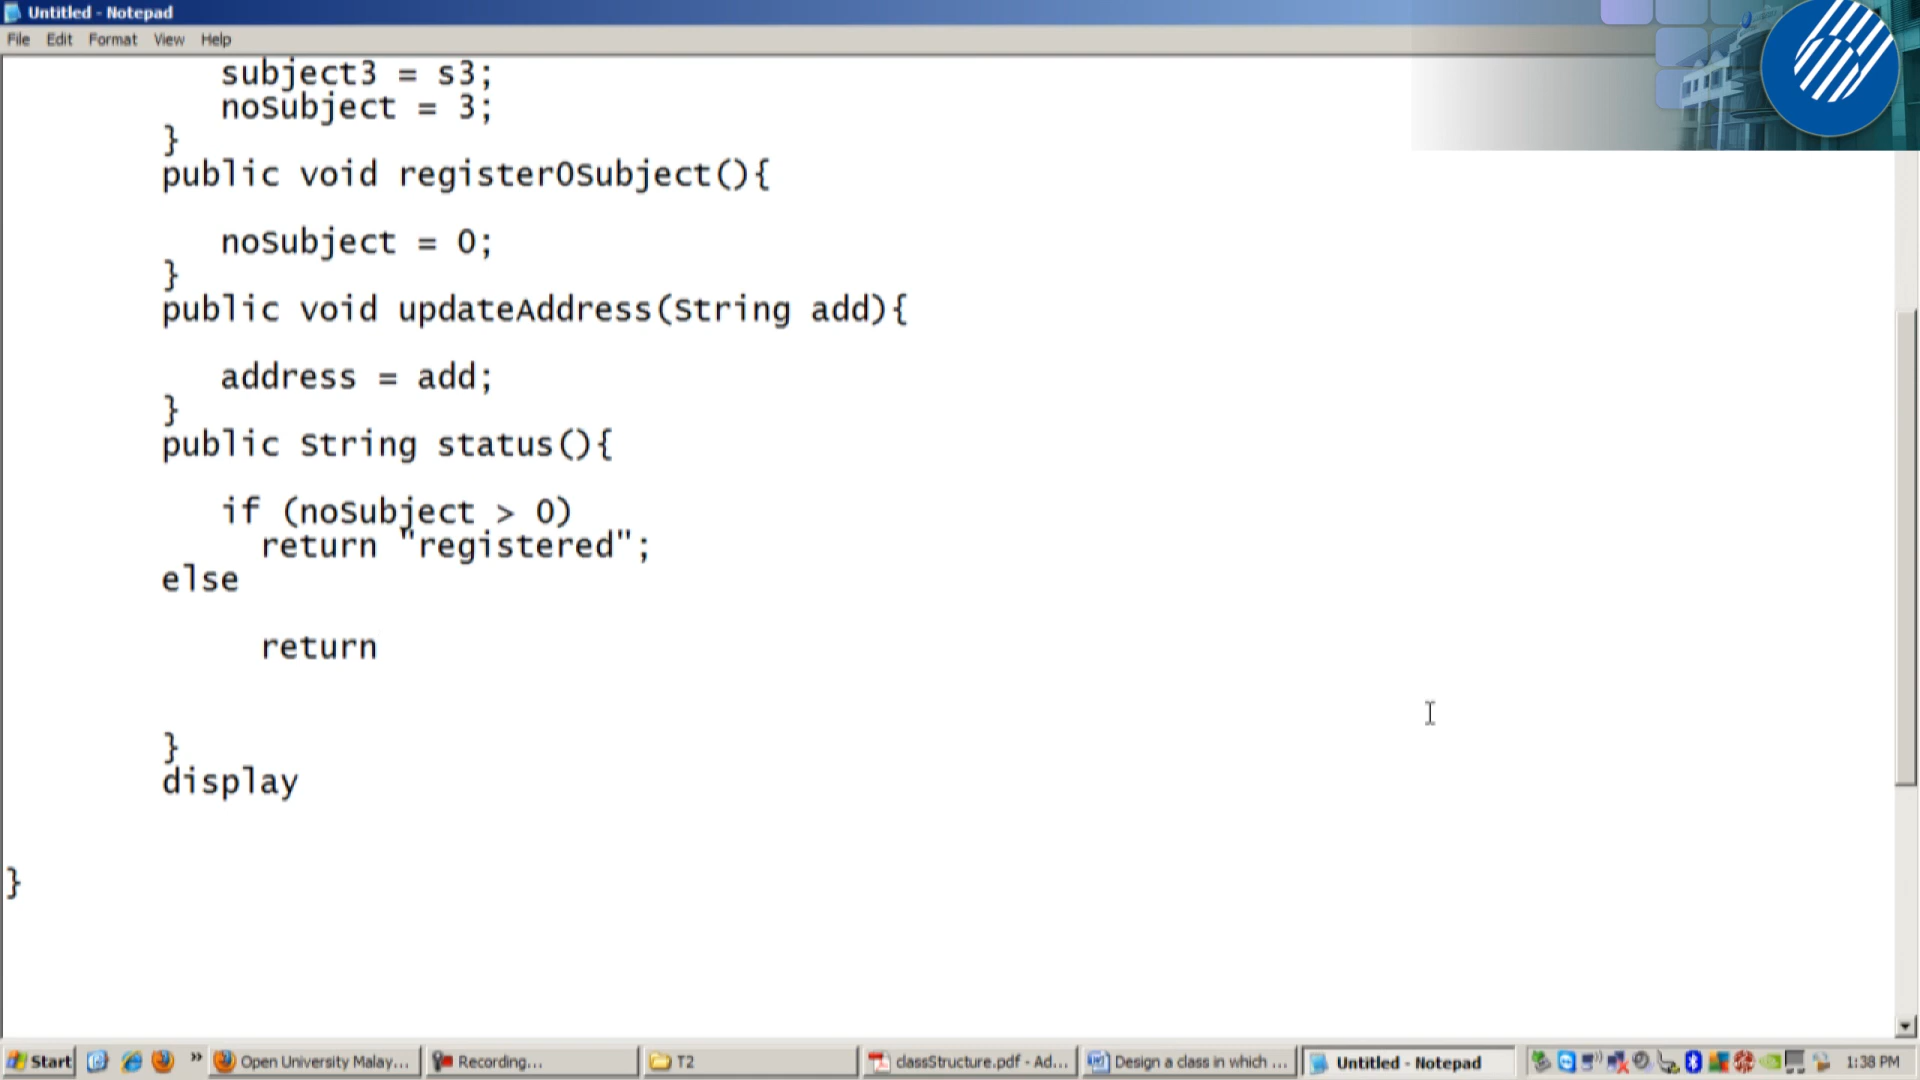 Untitled - Notepad
File Edit Format View Help
subject3 = s3;
noSubject = 3;
}
public void register0Subject(){
noSubject = 0;
}
public void updateAddress(String add){
address = add;
}
public String status(){
if (noSubject > 0)
return "registered";
else
return
}
display
}
Start » Open University Malay... Recording... T2 classStructure.pdf - Ad... Design a class in which ... Untitled - Notepad 1:38 PM